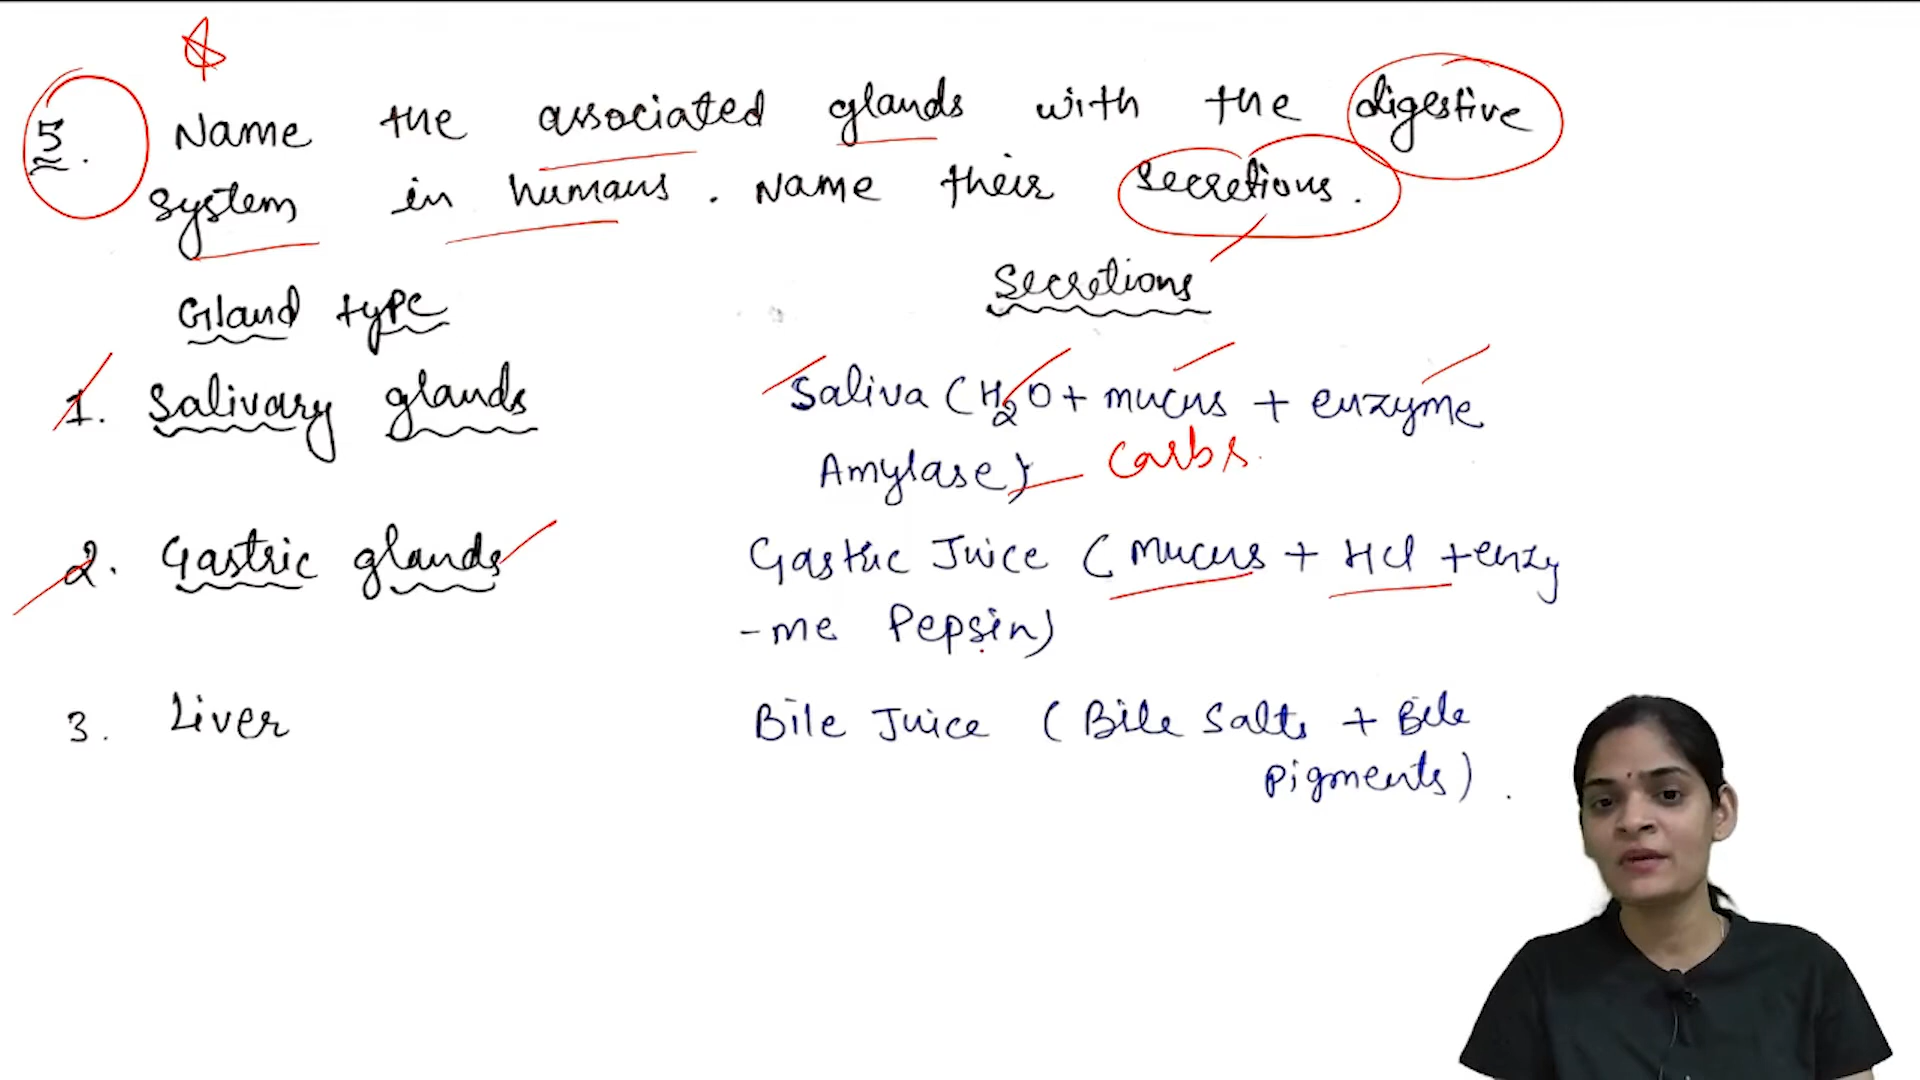 5. Name the associated glands with the digestive
system in humans. Name their secretions.
Gland type Secretions
1. Salivary glands Saliva (H2O + mucus + enzyme
Amylase) Carbs.
2. Gastric glands Gastric Juice (Mucus + HCl + enzy
-me Pepsin)
3. Liver Bile Juice (Bile Salts + Bile
pigments).